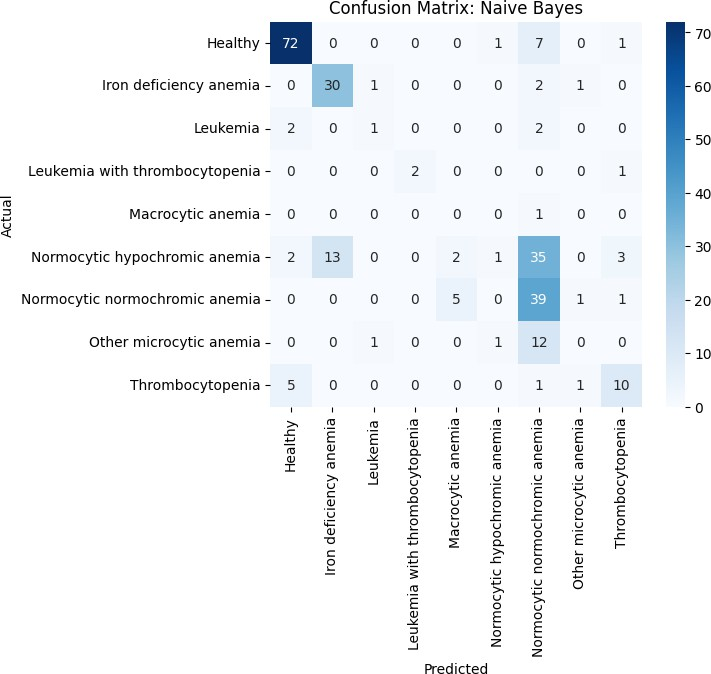 Confusion Matrix: Naive Bayes
Healthy 72 0 0 0 0 1 7 0 1
Iron deficiency anemia 0 30 1 0 0 0 2 1 0
Leukemia 2 0 1 0 0 0 2 0 0
Leukemia with thrombocytopenia 0 0 0 2 0 0 0 0 1
Macrocytic anemia 0 0 0 0 0 0 1 0 0
Normocytic hypochromic anemia 2 13 0 0 2 1 35 0 3
Normocytic normochromic anemia 0 0 0 0 5 0 39 1 1
Other microcytic anemia 0 0 1 0 0 1 12 0 0
Thrombocytopenia 5 0 0 0 0 0 1 1 10
Actual
Healthy
Iron deficiency anemia
Leukemia
Leukemia with thrombocytopenia
Macrocytic anemia
Normocytic hypochromic anemia
Normocytic normochromic anemia
Other microcytic anemia
Thrombocytopenia
Predicted
70
60
50
40
30
20
10
0